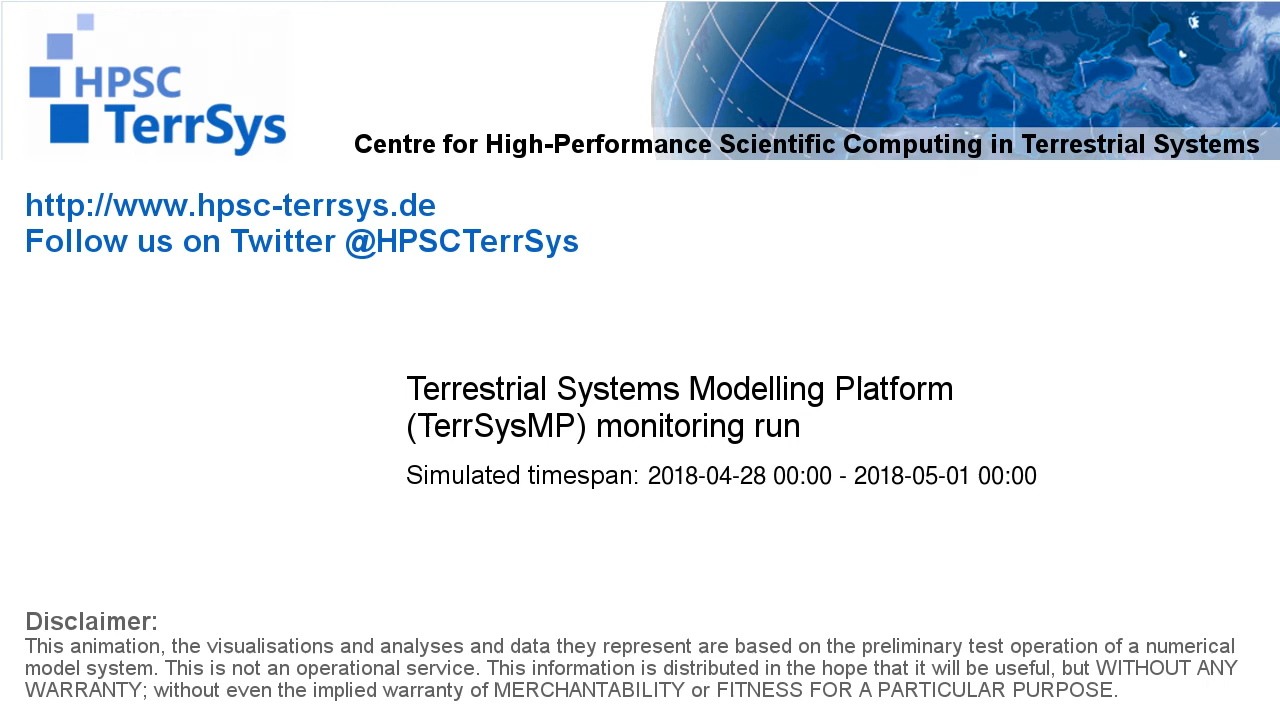 HPSC
TerrSys
Centre for High-Performance Scientific Computing in Terrestrial Systems
http://www.hpsc-terrsys.de
Follow us on Twitter @HPSCTerrSys
Terrestrial Systems Modelling Platform
(TerrSysMP) monitoring run
Simulated timespan: 2018-04-28 00:00 - 2018-05-01 00:00
Disclaimer:
This animation, the visualisations and analyses and data they represent are based on the preliminary test operation of a numerical
model system. This is not an operational service. This information is distributed in the hope that it will be useful, but WITHOUT ANY
WARRANTY; without even the implied warranty of MERCHANTABILITY or FITNESS FOR A PARTICULAR PURPOSE.